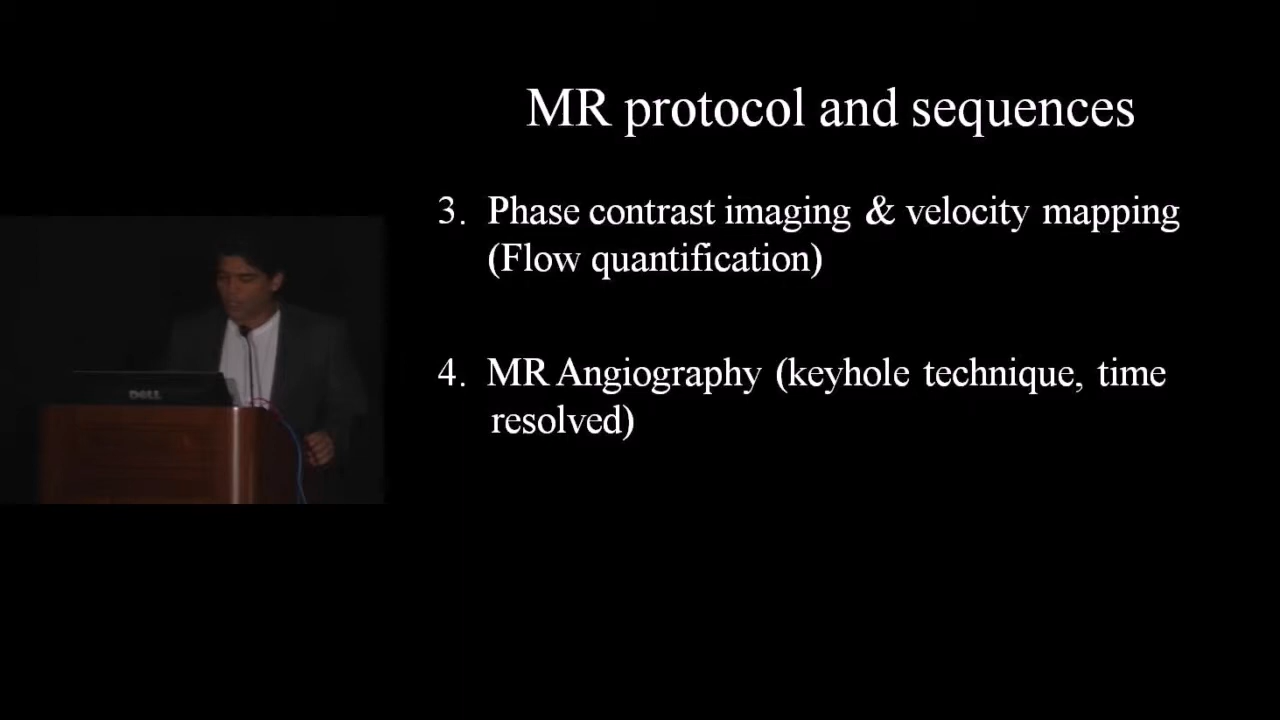 MR protocol and sequences
3. Phase contrast imaging & velocity mapping
(Flow quantification)
4. MR Angiography (keyhole technique, time
resolved)
DELL